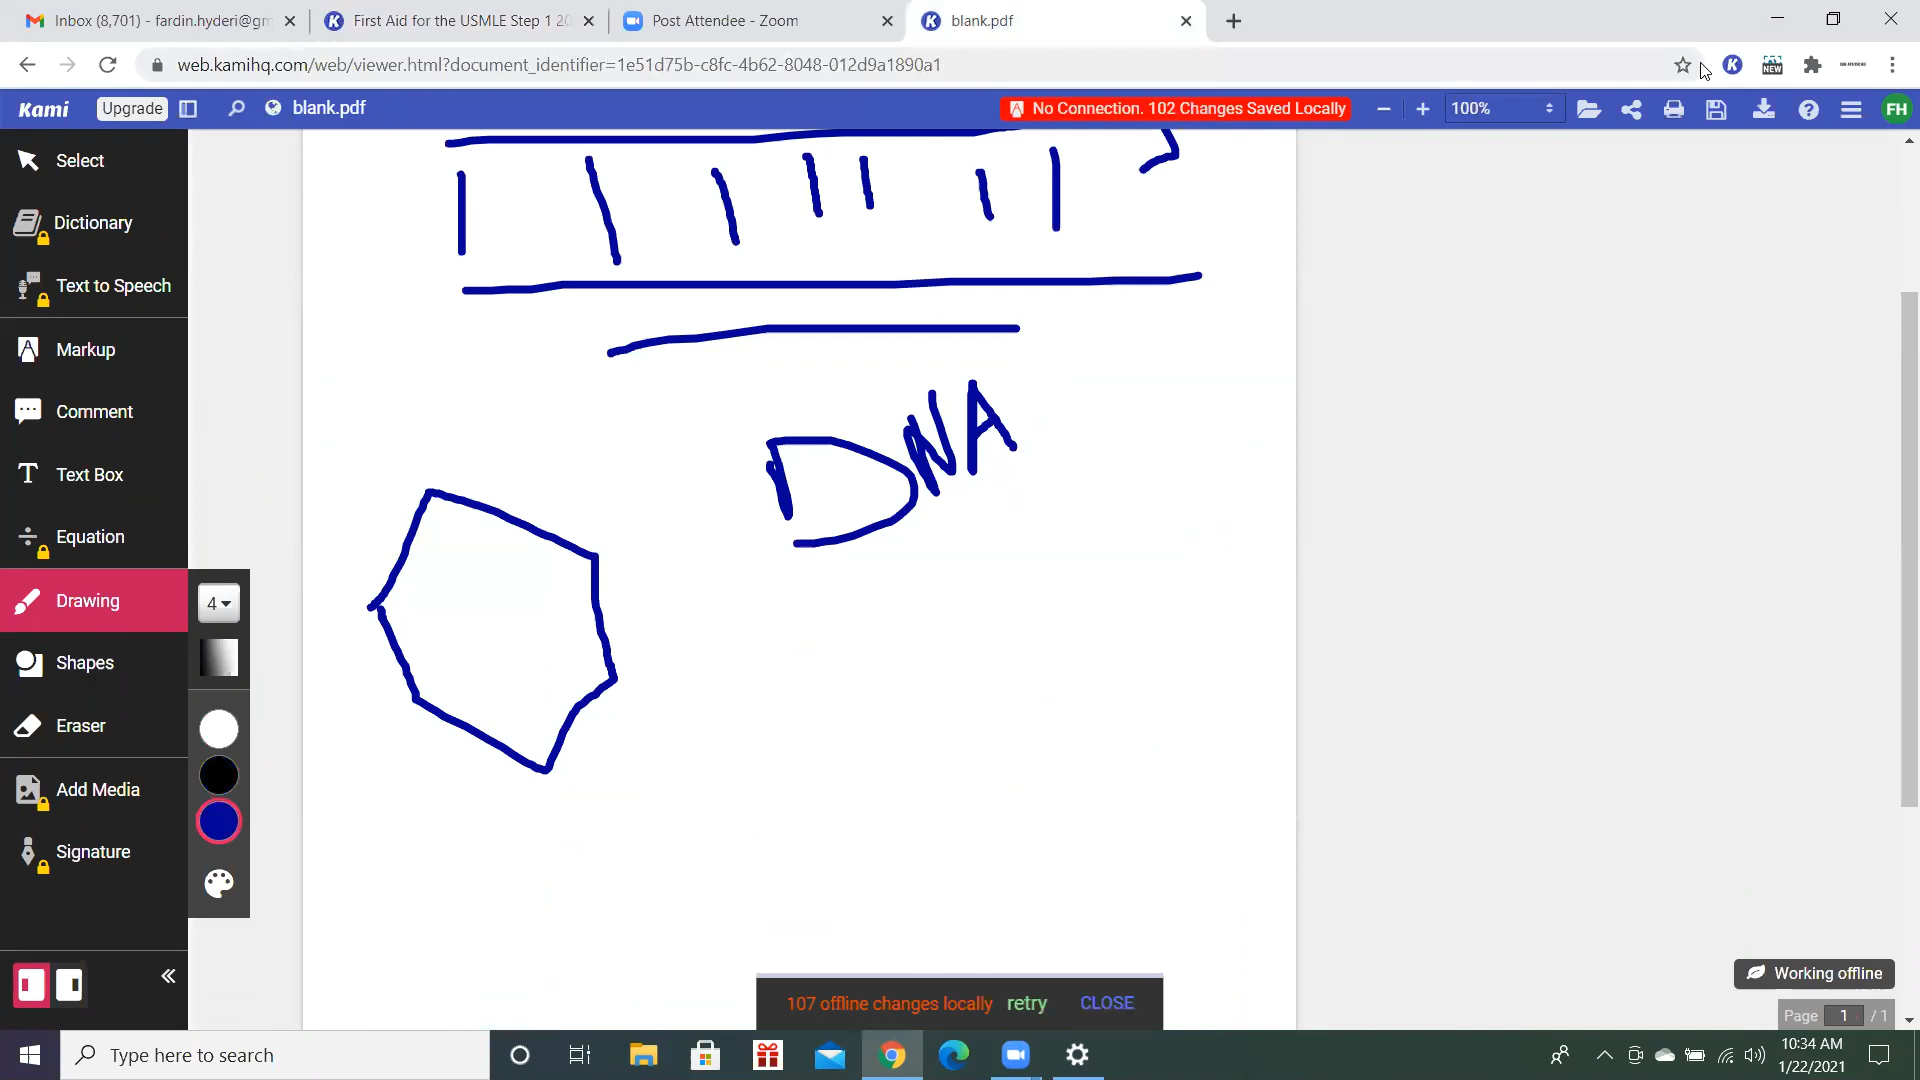 Inbox (8,701) - fardin.hyderi@gm
First Aid for the USMLE Step 1 20
Post Attendee - Zoom
blank.pdf
web.kamihq.com/web/viewer.html?document_identifier=1e51d75b-c8fc-4b62-8048-012d9a1890a1
NEW
Kami
Upgrade
blank.pdf
No Connection. 102 Changes Saved Locally
100%
FH
Select
Dictionary
Text to Speech
Markup
Comment
Text Box
Equation
Drawing
4
Shapes
Eraser
Add Media
Signature
DNA
Working offline
107 offline changes locally retry CLOSE
Page 1 / 1
Type here to search
10:34 AM
1/22/2021